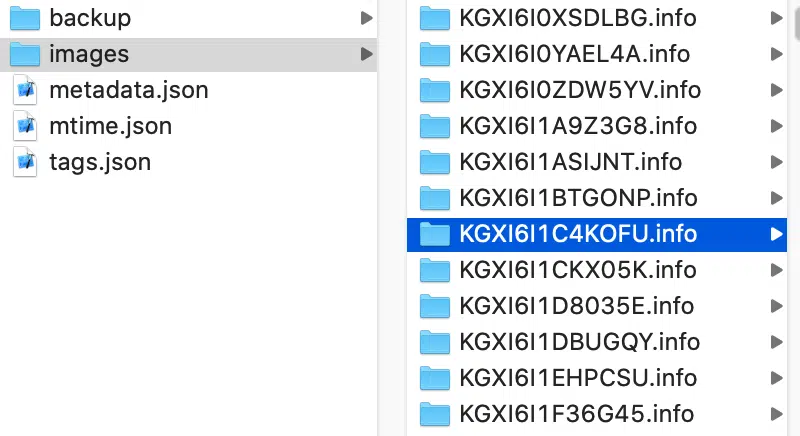 backup
images
metadata.json
mtime.json
tags.json
KGXI6I0XSDLBG.info
KGXI6I0YAEL4A.info
KGXI6I0ZDW5YV.info
KGXI6I1A9Z3G8.info
KGXI6I1ASIJNT.info
KGXI6I1BTGONP.info
KGXI6I1C4KOFU.info
KGXI6I1CKX05K.info
KGXI6I1D8035E.info
KGXI6I1DBUGQY.info
KGXI6I1EHPCSU.info
KGXI6I1F36G45.info